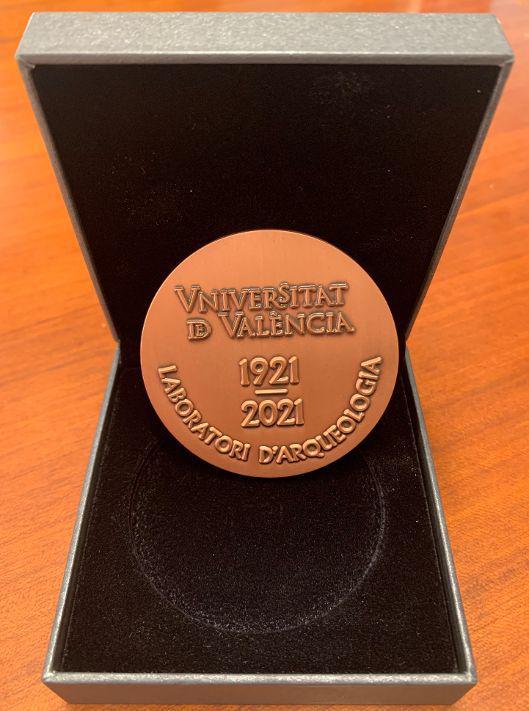 VNIVERSITAT
DE VALÈNCIA
1921
2021
LABORATORI D'ARQUEOLOGIA